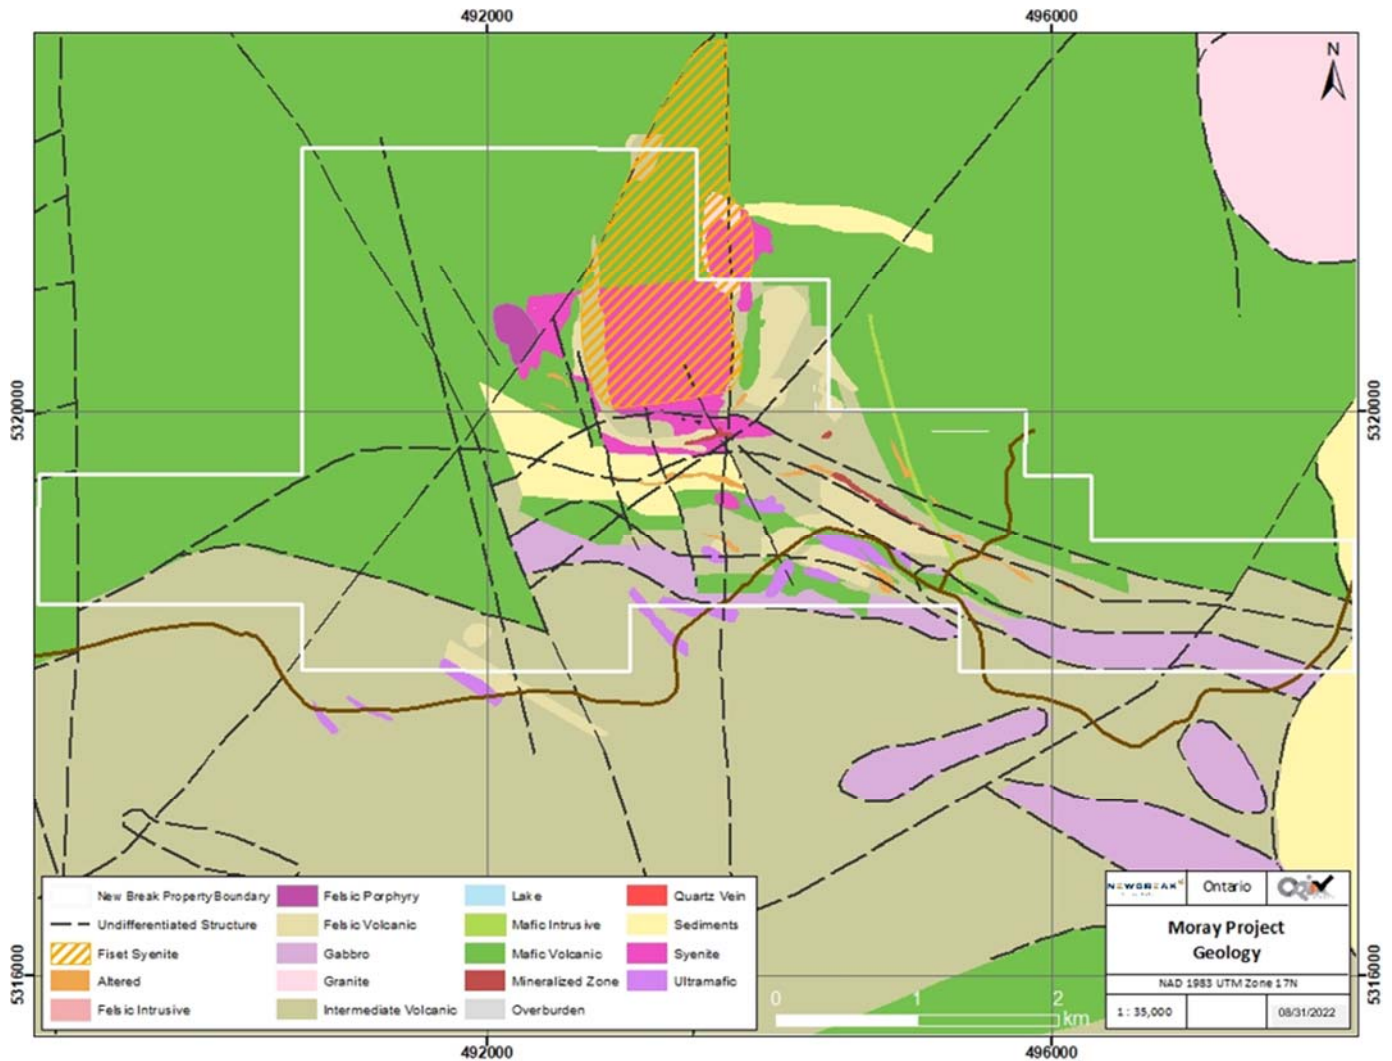 492000
496000
N
5320000
5320000
New Break Property Boundary
Undifferentiated Structure
Fiset Syenite
Altered
Felsic Intrusive
Felsic Porphyry
Felsic Volcanic
Gabbro
Granite
Intermediate Volcanic
Lake
Mafic Intrusive
Mafic Volcanic
Mineralized Zone
Overburden
Quartz Vein
Sediments
Syenite
Ultramafic
0 1 2
km
NEWBREAK
Ontario
Moray Project
Geology
NAD 1983 UTM Zone 17N
1 : 35,000
08/31/2022
5316000
5316000
492000
496000